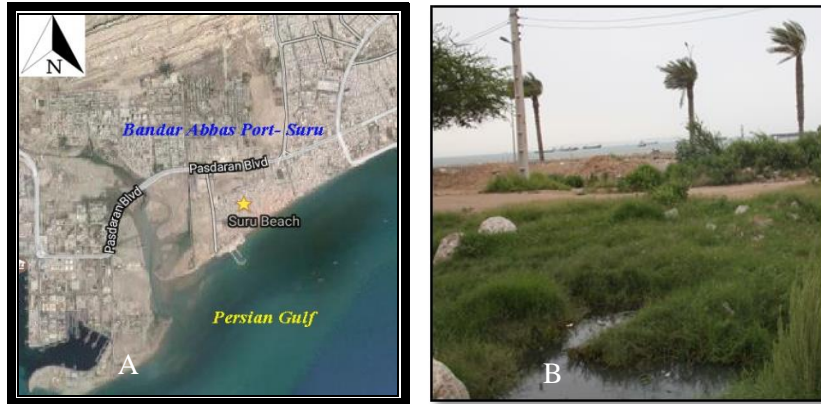 N
Bandar Abbas Port- Suru
Pasdaran Blvd
Pasdaran Blvd
Suru Beach
Persian Gulf
A
B